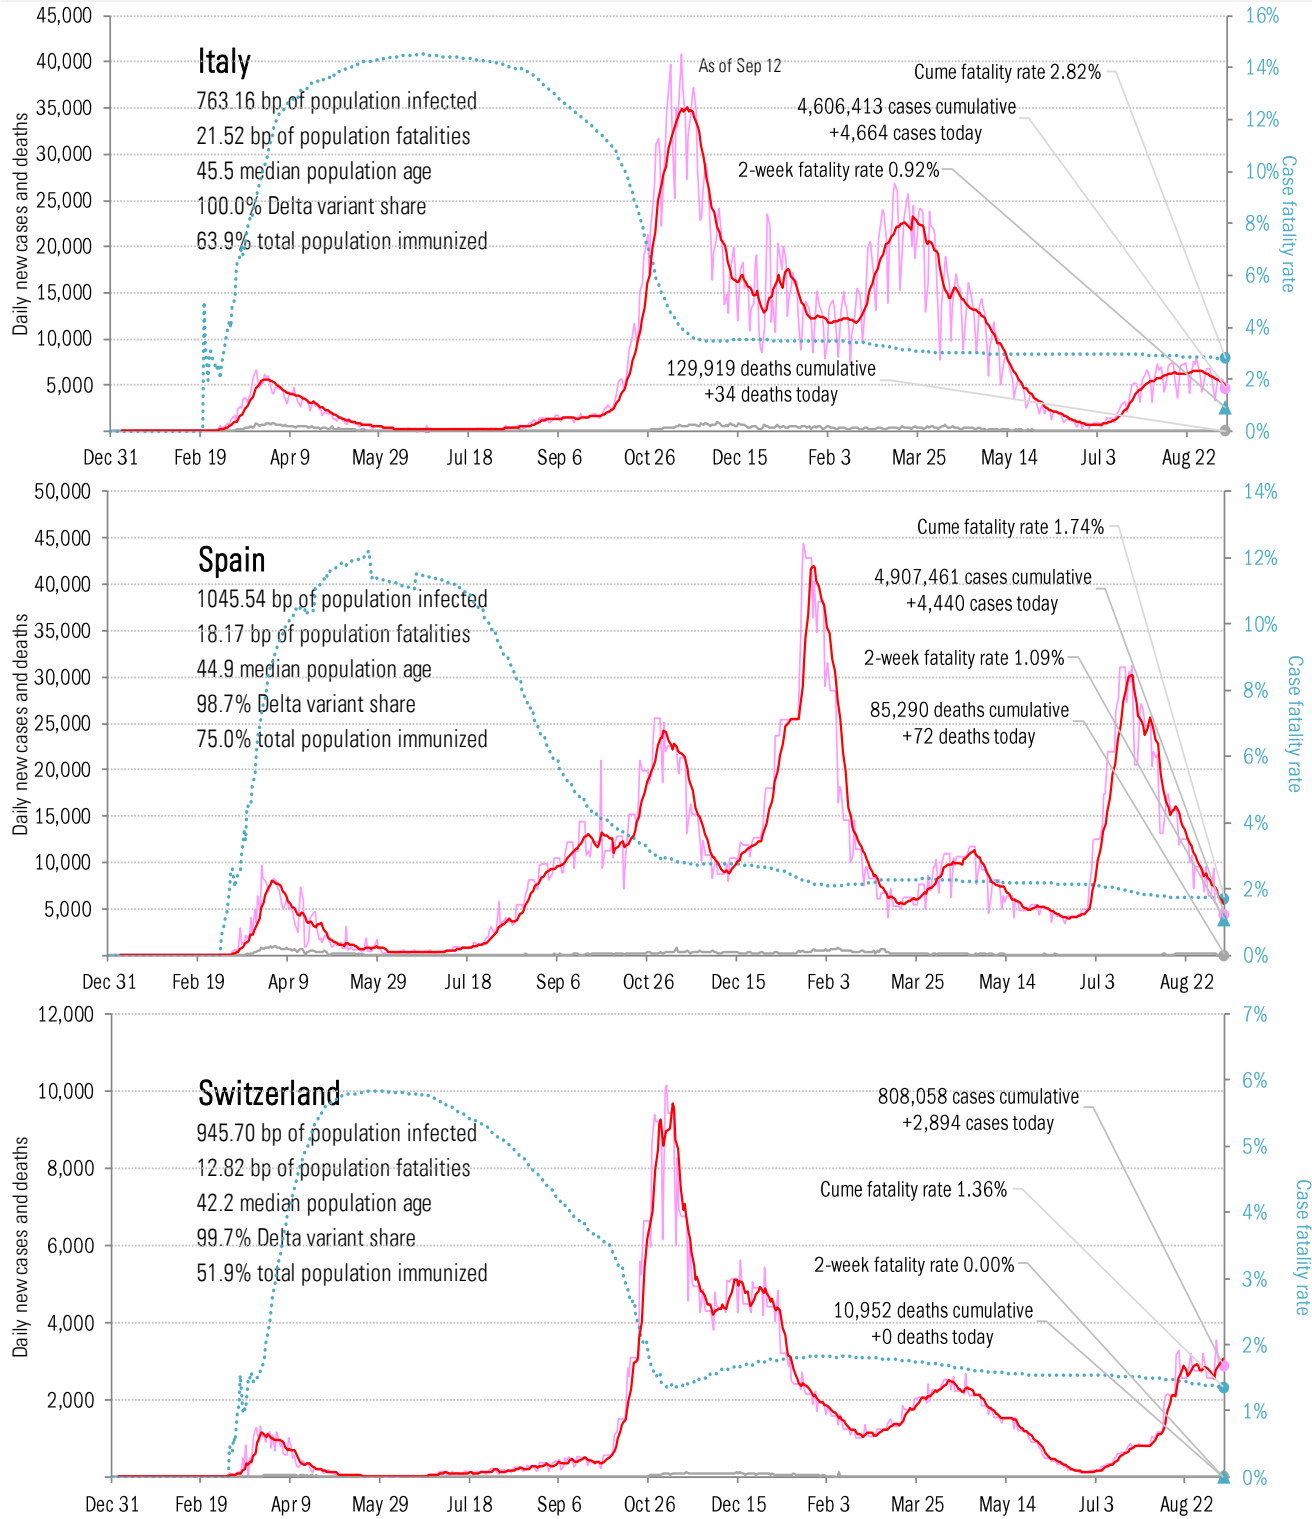 45,000
40,000
35,000
30,000
25,000
20,000
15,000
10,000
5,000
Daily new cases and deaths
16%
14%
12%
10%
8%
6%
4%
2%
0%
Case fatality rate
Italy
763.16 bp of population infected
21.52 bp of population fatalities
45.5 median population age
100.0% Delta variant share
63.9% total population immunized
As of Sep 12
Cume fatality rate 2.82%
4,606,413 cases cumulative
+4,664 cases today
2-week fatality rate 0.92%
129,919 deaths cumulative
+34 deaths today
Dec 31 Feb 19 Apr 9 May 29 Jul 18 Sep 6 Oct 26 Dec 15 Feb 3 Mar 25 May 14 Jul 3 Aug 22
50,000
45,000
40,000
35,000
30,000
25,000
20,000
15,000
10,000
5,000
Daily new cases and deaths
14%
12%
10%
8%
6%
4%
2%
0%
Case fatality rate
Spain
1045.54 bp of population infected
18.17 bp of population fatalities
44.9 median population age
98.7% Delta variant share
75.0% total population immunized
Cume fatality rate 1.74%
4,907,461 cases cumulative
+4,440 cases today
2-week fatality rate 1.09%
85,290 deaths cumulative
+72 deaths today
Dec 31 Feb 19 Apr 9 May 29 Jul 18 Sep 6 Oct 26 Dec 15 Feb 3 Mar 25 May 14 Jul 3 Aug 22
12,000
10,000
8,000
6,000
4,000
2,000
Daily new cases and deaths
7%
6%
5%
4%
3%
2%
1%
0%
Case fatality rate
Switzerland
945.70 bp of population infected
12.82 bp of population fatalities
42.2 median population age
99.7% Delta variant share
51.9% total population immunized
808,058 cases cumulative
+2,894 cases today
Cume fatality rate 1.36%
2-week fatality rate 0.00%
10,952 deaths cumulative
+0 deaths today
Dec 31 Feb 19 Apr 9 May 29 Jul 18 Sep 6 Oct 26 Dec 15 Feb 3 Mar 25 May 14 Jul 3 Aug 22